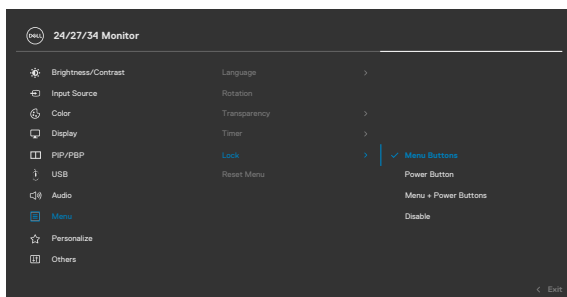 DELL 24/27/34 Monitor
Brightness/Contrast Language >
Input Source Rotation
Color Transparency >
Display Timer >
PIP/PBP Lock > ✓ Menu Buttons
USB Reset Menu Power Button
Audio Menu + Power Buttons
Menu Disable
Personalize
Others
< Exit